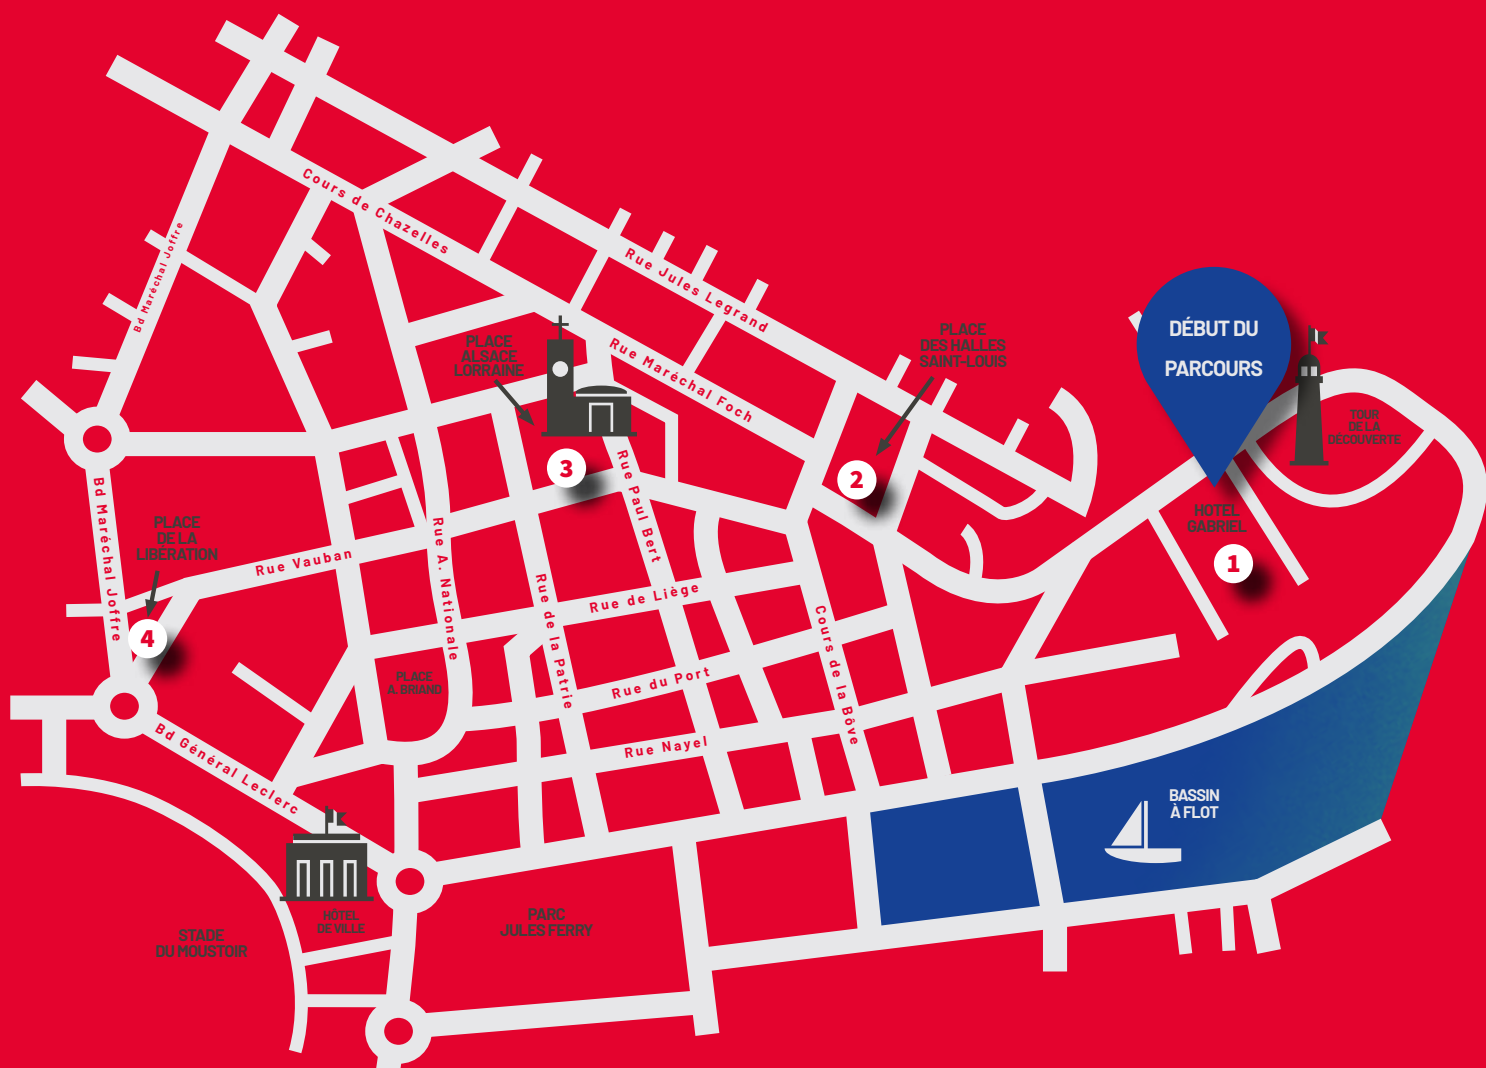 Cours de Chazelles
Bd Maréchal Joffre
Rue Jules Legrand
PLACE
ALSACE
LORRAINE
Rue Maréchal Foch
PLACE
DES HALLES
SAINT-LOUIS
DÉBUT DU
PARCOURS
TOUR
DE LA
DÉCOUVERTE
3
2
HOTEL
GABRIEL
1
Bd Maréchal Joffre
PLACE
DE LA
LIBÉRATION
4
Rue Vauban
Rue A. Nationale
Rue Paul Bert
Rue de la Patrie
Rue de Liège
Cours de la Bôve
PLACE
A. BRIAND
Rue du Port
Rue Nayel
Bd Général Leclerc
BASSIN
À FLOT
HÔTEL
DE VILLE
PARC
JULES FERRY
STADE
DU MOUSTOIR